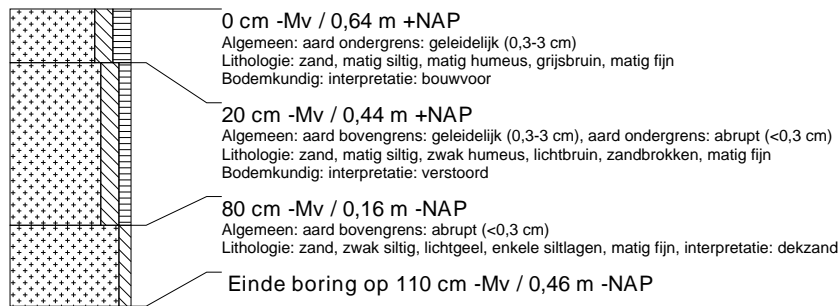 0 cm -Mv / 0,64 m +NAP
Algemeen: aard ondergrens: geleidelijk (0,3-3 cm)
Lithologie: zand, matig siltig, matig humeus, grijsbruin, matig fijn
Bodemkundig: interpretatie: bouwvoor
20 cm -Mv / 0,44 m +NAP
Algemeen: aard bovengrens: geleidelijk (0,3-3 cm), aard ondergrens: abrupt (<0,3 cm)
Lithologie: zand, matig siltig, zwak humeus, lichtbruin, zandbrokken, matig fijn
Bodemkundig: interpretatie: verstoord
80 cm -Mv / 0,16 m -NAP
Algemeen: aard bovengrens: abrupt (<0,3 cm)
Lithologie: zand, zwak siltig, lichtgeel, enkele siltlagen, matig fijn, interpretatie: dekzand
Einde boring op 110 cm -Mv / 0,46 m -NAP